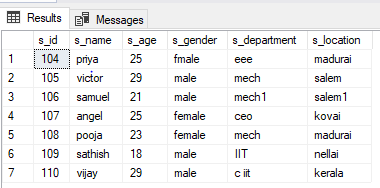 Results Messages
s_id s_name s_age s_gender s_department s_location
1 104 priya 25 fmale eee madurai
2 105 victor 29 male mech salem
3 106 samuel 21 male mech1 salem1
4 107 angel 25 female ceo kovai
5 108 pooja 23 female mech madurai
6 109 sathish 18 male IIT nellai
7 110 vijay 29 male c iit kerala